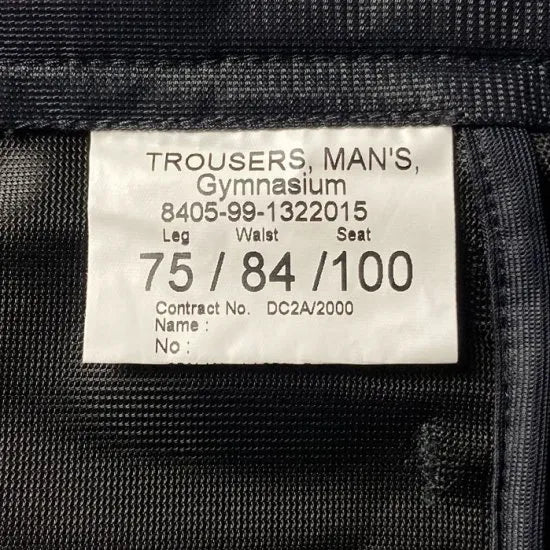 TROUSERS, MAN'S,
Gymnasium
8405-99-1322015
Leg Waist Seat
75 / 84 /100
Contract No. DC2A/2000
Name :
No :